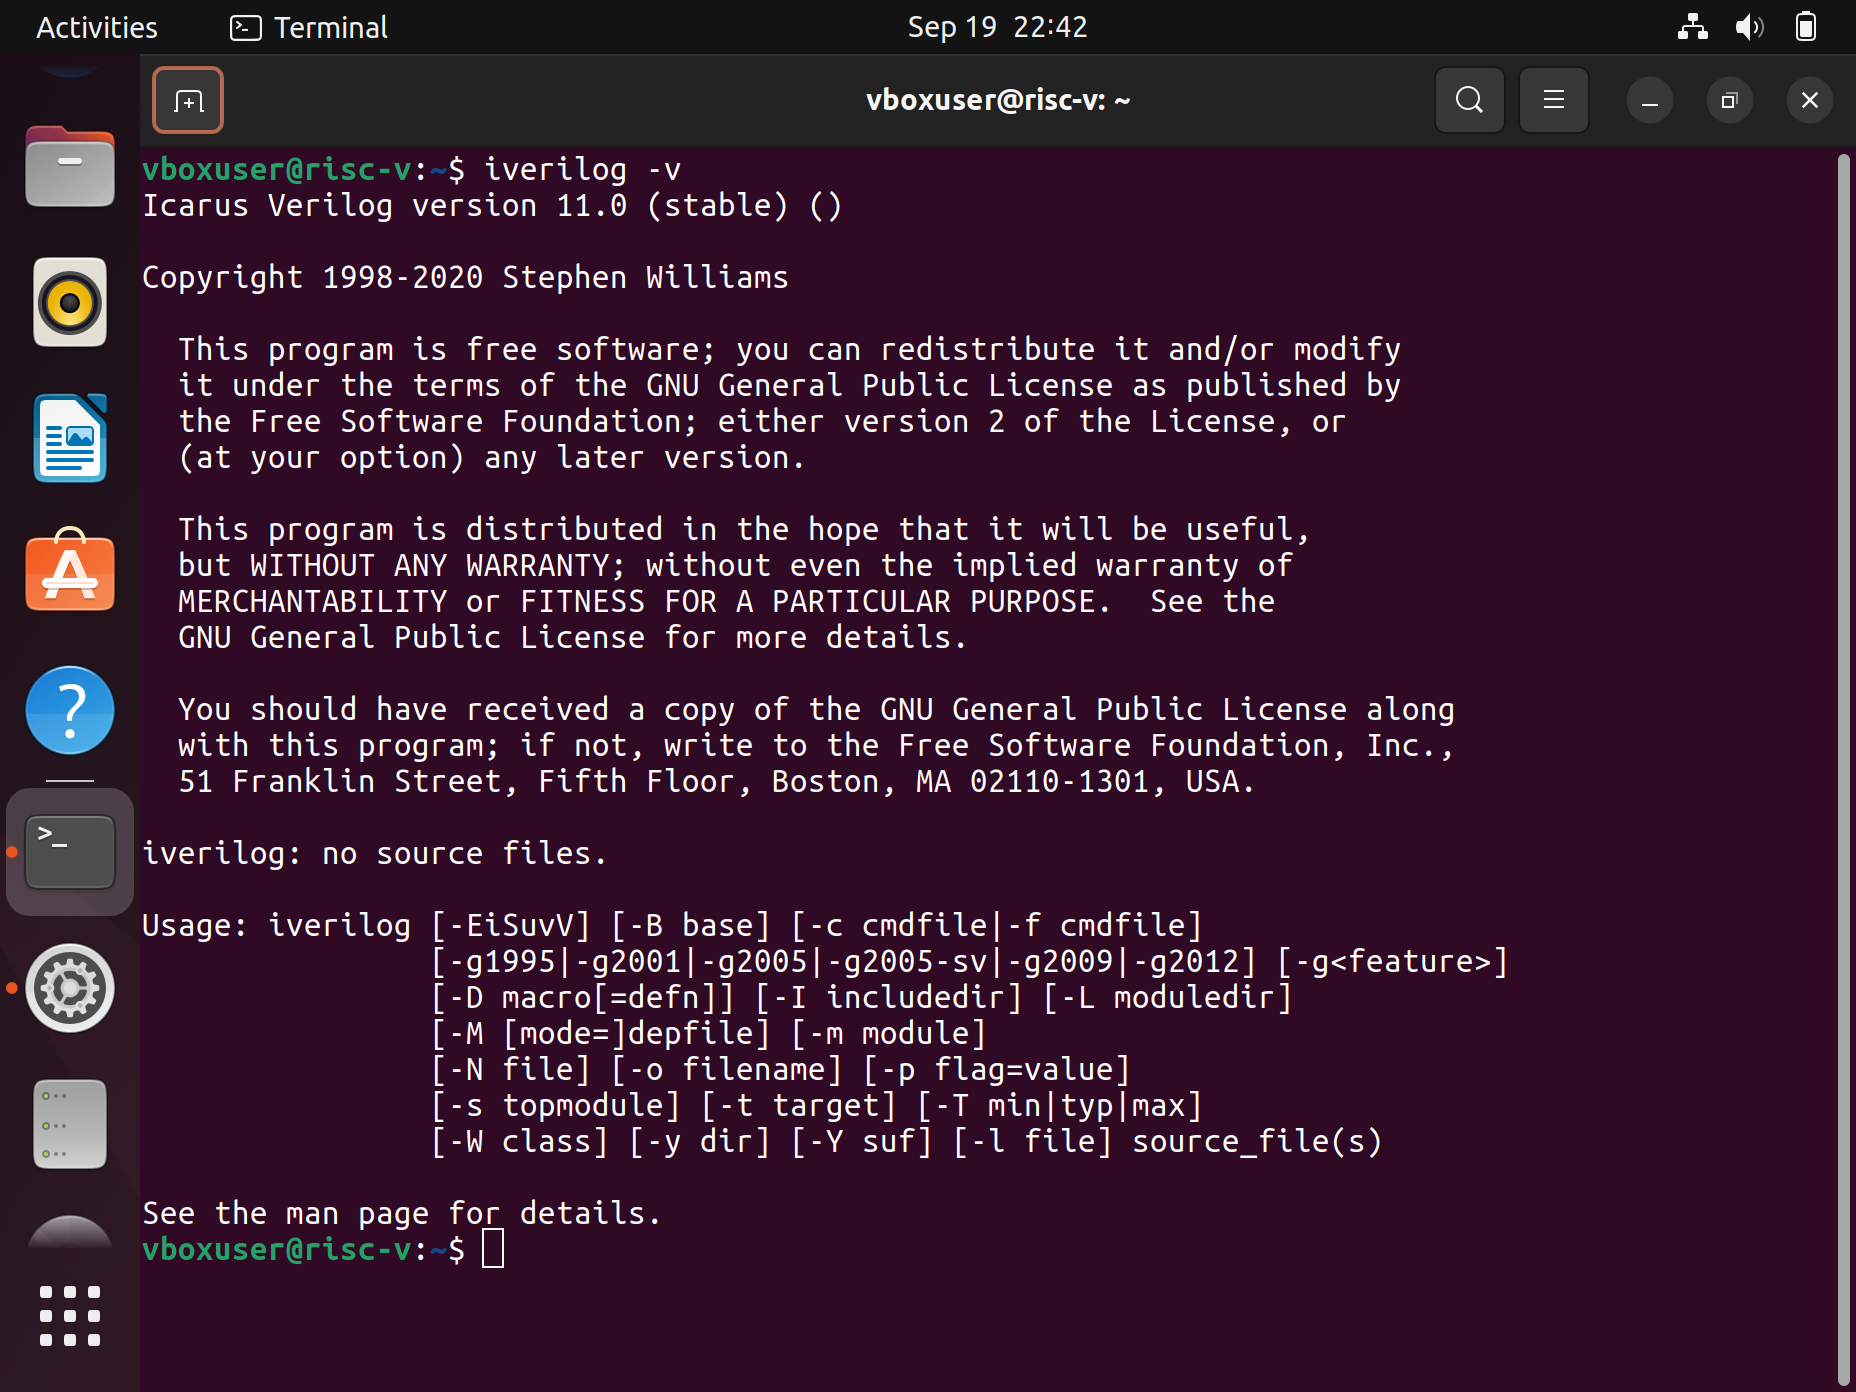 Activities
Terminal
Sep 19 22:42
vboxuser@risc-v: ~
vboxuser@risc-v:~$ iverilog -v
Icarus Verilog version 11.0 (stable) ()
Copyright 1998-2020 Stephen Williams
  This program is free software; you can redistribute it and/or modify
  it under the terms of the GNU General Public License as published by
  the Free Software Foundation; either version 2 of the License, or
  (at your option) any later version.
  This program is distributed in the hope that it will be useful,
  but WITHOUT ANY WARRANTY; without even the implied warranty of
  MERCHANTABILITY or FITNESS FOR A PARTICULAR PURPOSE.  See the
  GNU General Public License for more details.
  You should have received a copy of the GNU General Public License along
  with this program; if not, write to the Free Software Foundation, Inc.,
  51 Franklin Street, Fifth Floor, Boston, MA 02110-1301, USA.
iverilog: no source files.
Usage: iverilog [-EiSuvV] [-B base] [-c cmdfile|-f cmdfile]
                [-g1995|-g2001|-g2005|-g2005-sv|-g2009|-g2012] [-g<feature>]
                [-D macro[=defn]] [-I includedir] [-L moduledir]
                [-M [mode=]depfile] [-m module]
                [-N file] [-o filename] [-p flag=value]
                [-s topmodule] [-t target] [-T min|typ|max]
                [-W class] [-y dir] [-Y suf] [-l file] source_file(s)
See the man page for details.
vboxuser@risc-v:~$